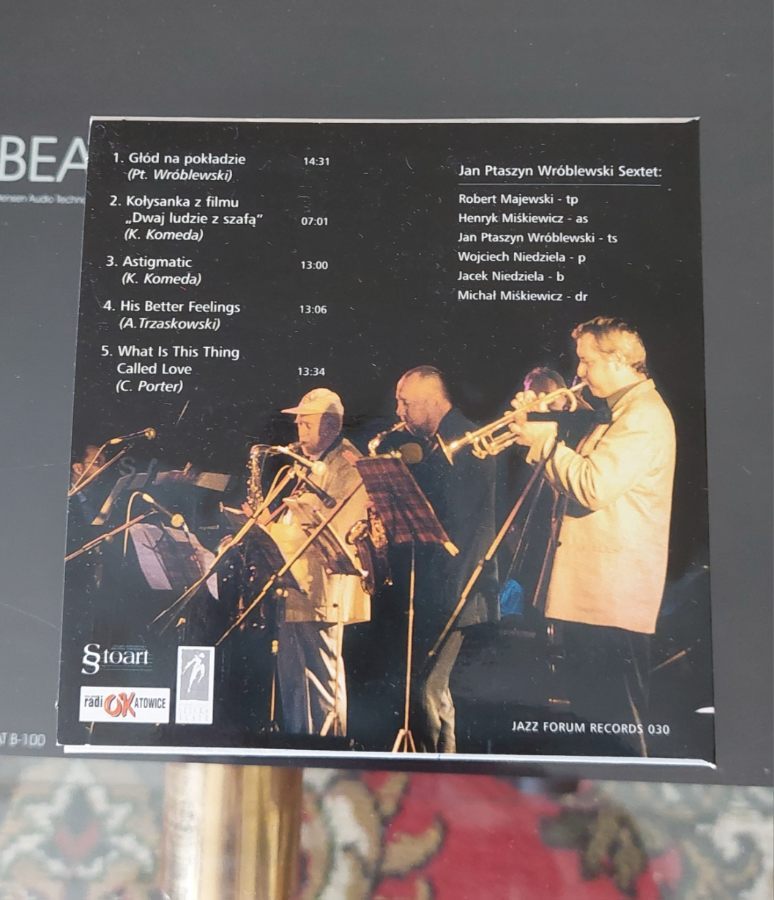 BEA
1. Głód na pokładzie 14:31
(Pt. Wróblewski)
2. Kołysanka z filmu
„Dwaj ludzie z szafą” 07:01
(K. Komeda)
3. Astigmatic 13:00
(K. Komeda)
4. His Better Feelings 13:06
(A.Trzaskowski)
5. What Is This Thing
Called Love 13:34
(C. Porter)
Jan Ptaszyn Wróblewski Sextet:
Robert Majewski - tp
Henryk Miśkiewicz - as
Jan Ptaszyn Wróblewski - ts
Wojciech Niedziela - p
Jacek Niedziela - b
Michał Miśkiewicz - dr
Stoart
radi OK ATOWICE
JAZZ FORUM RECORDS 030
AT B-100